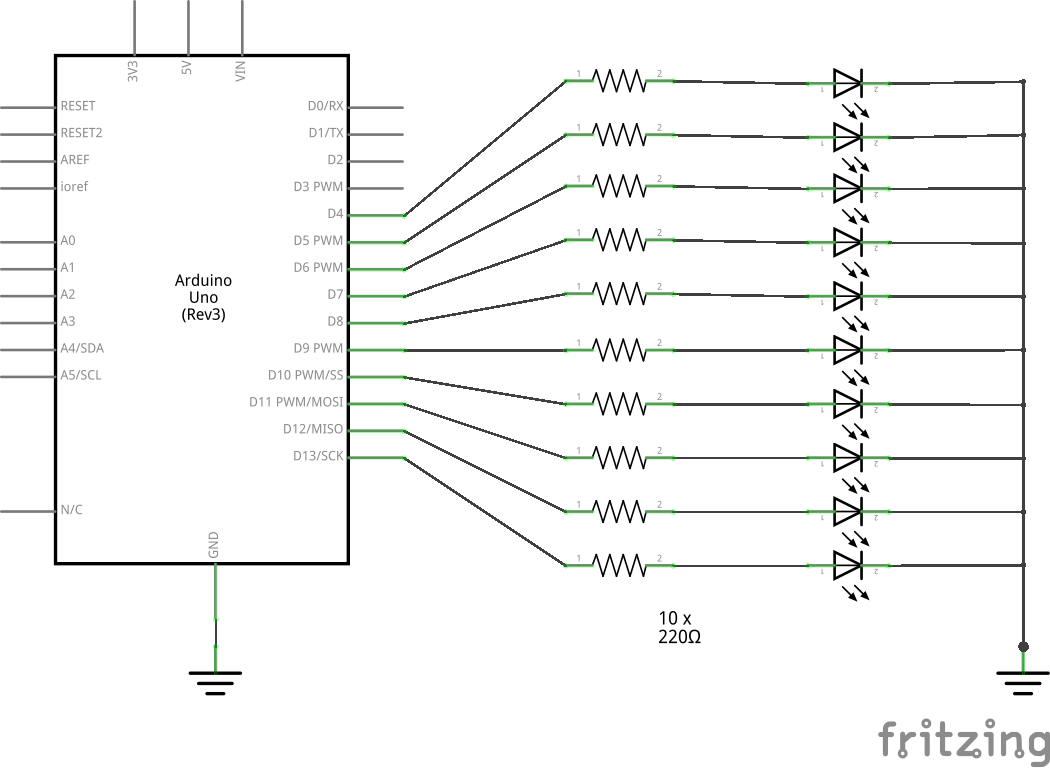 3V3
5V
VIN
RESET
RESET2
AREF
ioref
A0
A1
A2
A3
A4/SDA
A5/SCL
N/C
Arduino
Uno
(Rev3)
D0/RX
D1/TX
D2
D3 PWM
D4
D5 PWM
D6 PWM
D7
D8
D9 PWM
D10 PWM/SS
D11 PWM/MOSI
D12/MISO
D13/SCK
GND
1 2 1 2
1 2 1 2
1 2 1 2
1 2 1 2
1 2 1 2
1 2 1 2
1 2 1 2
1 2 1 2
1 2 1 2
1 2 1 2
10 x
220Ω
fritzing